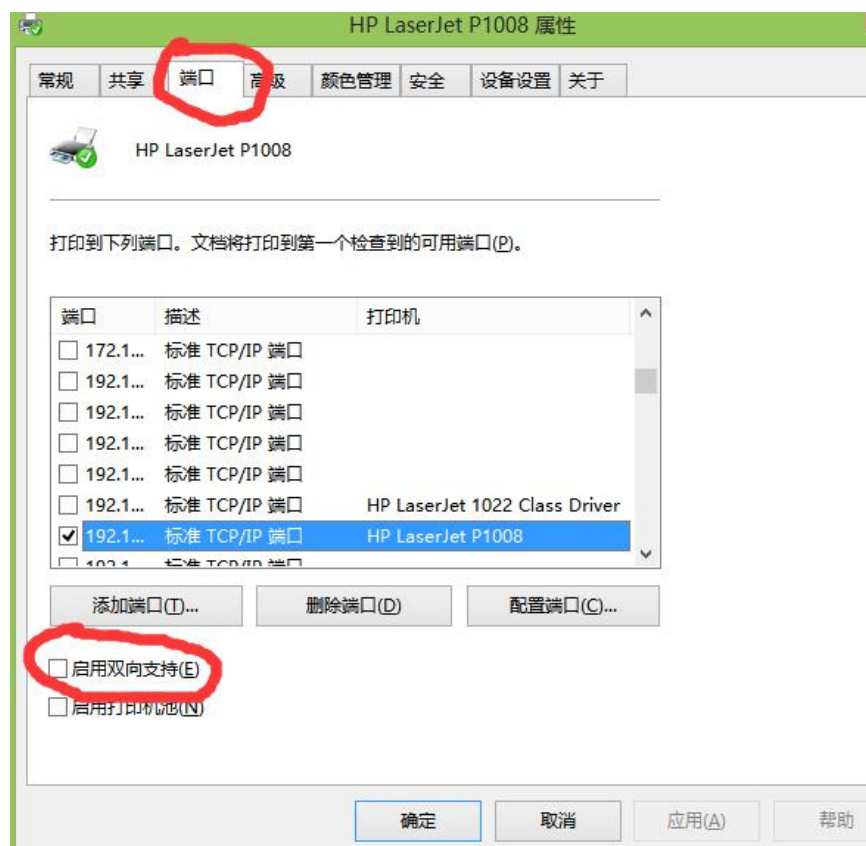 HP LaserJet P1008 属性
常规 共享 端口 高级 颜色管理 安全 设备设置 关于
HP LaserJet P1008
打印到下列端口。文档将打印到第一个检查到的可用端口(P)。
端口 描述 打印机
172.1... 标准 TCP/IP 端口
192.1... 标准 TCP/IP 端口
192.1... 标准 TCP/IP 端口
192.1... 标准 TCP/IP 端口
192.1... 标准 TCP/IP 端口
192.1... 标准 TCP/IP 端口 HP LaserJet 1022 Class Driver
192.1... 标准 TCP/IP 端口 HP LaserJet P1008
192.1... 标准 TCP/IP 端口
添加端口(T)... 删除端口(D) 配置端口(C)...
启用双向支持(E)
启用打印机池(N)
确定 取消 应用(A) 帮助